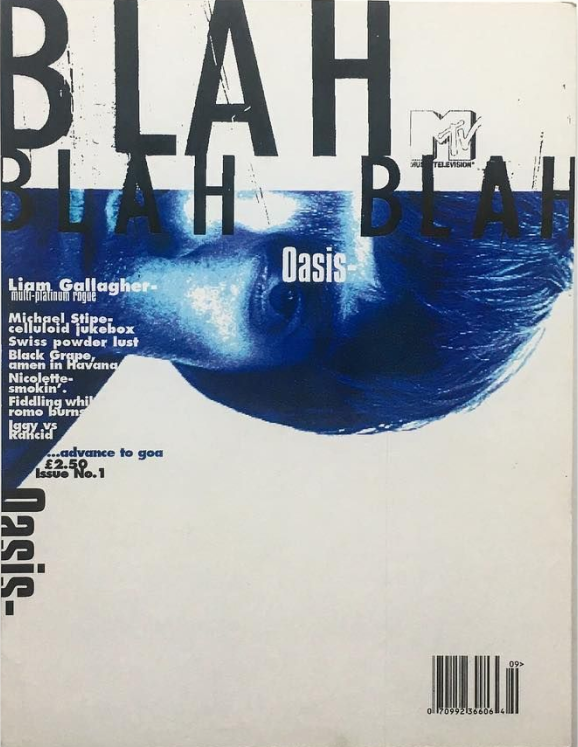 BLAH
MTV
MUSIC TELEVISION®
BLAH BLAH
Oasis-
Liam Gallagher-
multi-platinum rogue
Michael Stipe-
celluloid jukebox
Swiss powder lust
Black Grape,
amen in Havana
Nicolette-
smokin'.
Fiddling whil
romo burns
Iggy vs
Rancid
...advance to goa
£2.50
Issue No.1
Oasis-
09>
0 70992 36606 4